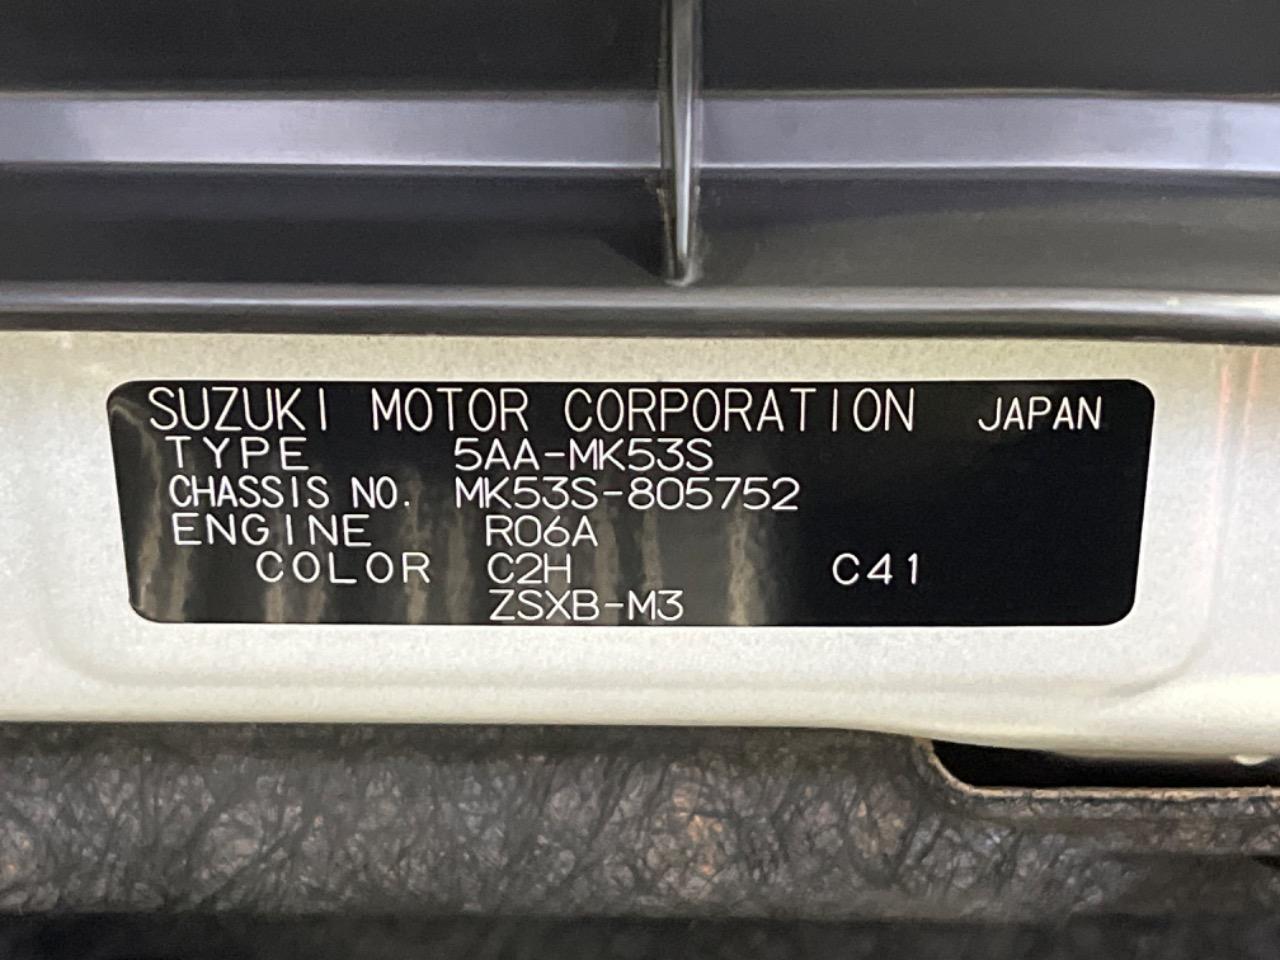 SUZUKI MOTOR CORPORATION JAPAN
TYPE 5AA-MK53S
CHASSIS NO. MK53S-805752
ENGINE R06A
COLOR C2H C41
ZSXB-M3